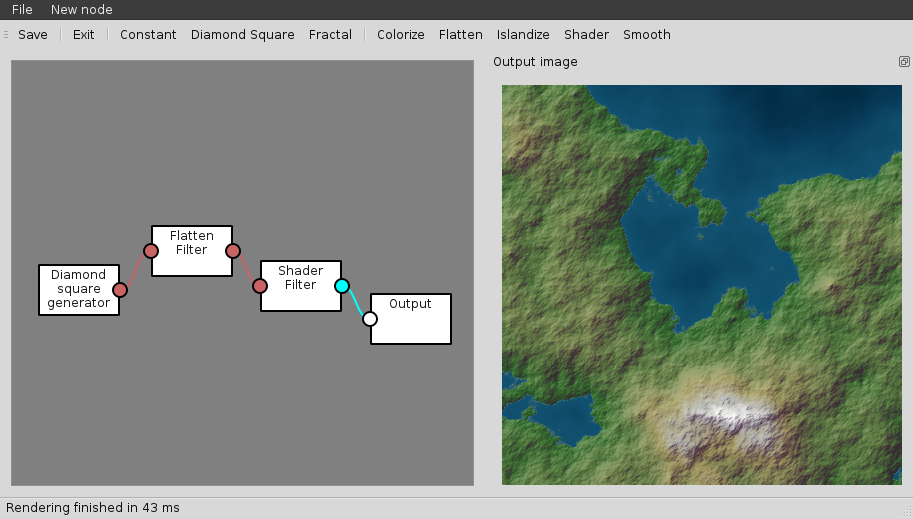 File New node
Save Exit Constant Diamond Square Fractal Colorize Flatten Islandize Shader Smooth
Output image
Flatten
Filter
Diamond
square
generator
Shader
Filter
Output
Rendering finished in 43 ms